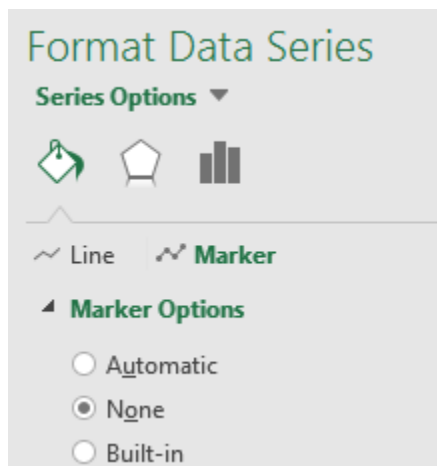 Format Data Series
Series Options
Line Marker
Marker Options
Automatic
None
Built-in